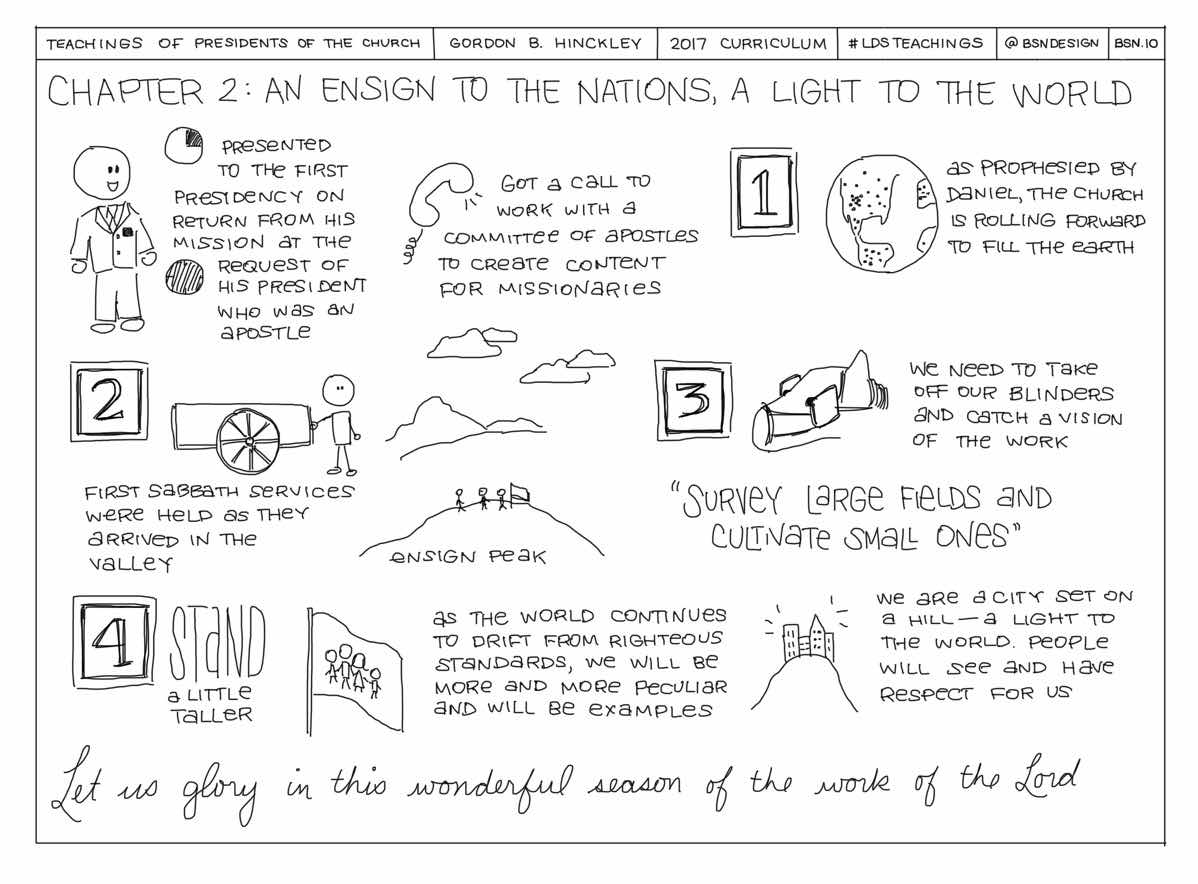 TEACHINGS OF PRESIDENTS OF THE CHURCH
GORDON B. HINCKLEY
2017 CURRICULUM
#LDSTEACHINGS
@BSNDESIGN
BSN.IO
CHAPTER 2: AN ENSIGN TO THE NATIONS, A LIGHT TO THE WORLD
PRESENTED
TO THE FIRST
PRESIDENCY ON
RETURN FROM HIS
MISSION AT THE
REQUEST OF
HIS PRESIDENT
WHO WAS AN
APOSTLE
GOT A CALL TO
WORK WITH A
COMMITTEE OF APOSTLES
TO CREATE CONTENT
FOR MISSIONARIES
1
AS PROPHESIED BY
DANIEL, THE CHURCH
IS ROLLING FORWARD
TO FILL THE EARTH
2
FIRST SABBATH SERVICES
WERE HELD AS THEY
ARRIVED IN THE
VALLEY
ENSIGN PEAK
3
WE NEED TO TAKE
OFF OUR BLINDERS
AND CATCH A VISION
OF THE WORK
"SURVEY LARGE FIELDS AND
CULTIVATE SMALL ONES"
4
STAND
A LITTLE
TALLER
AS THE WORLD CONTINUES
TO DRIFT FROM RIGHTEOUS
STANDARDS, WE WILL BE
MORE AND MORE PECULIAR
AND WILL BE EXAMPLES
WE ARE A CITY SET ON
A HILL—A LIGHT TO
THE WORLD. PEOPLE
WILL SEE AND HAVE
RESPECT FOR US
Let us glory in this wonderful season of the work of the Lord